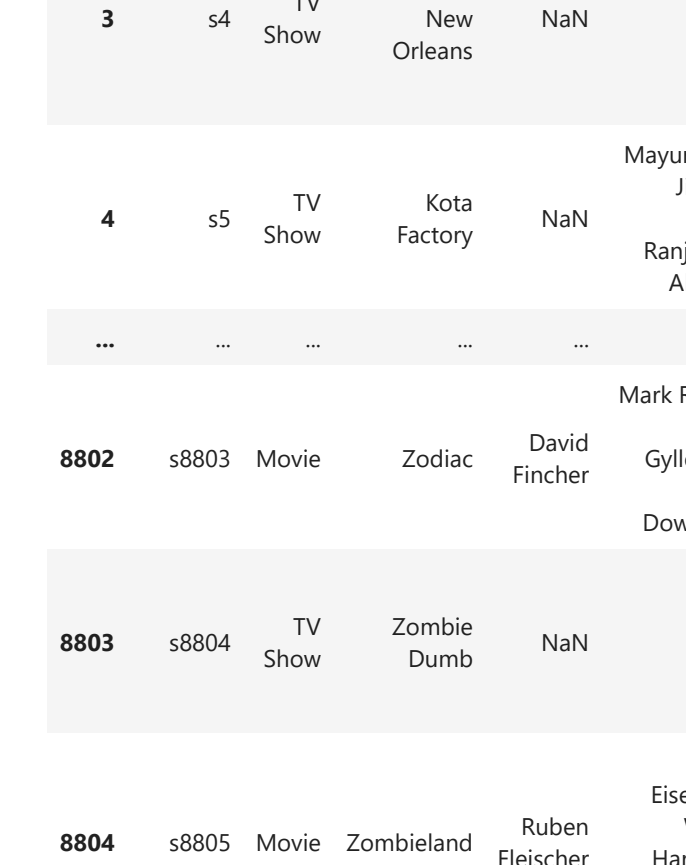 TV
3 s4 Show New Orleans NaN
Mayur
J
4 s5 TV Show Kota Factory NaN
Ranj
A
... ... ... ... ...
Mark F
8802 s8803 Movie Zodiac David Fincher Gyll
Dow
8803 s8804 TV Show Zombie Dumb NaN
Eise
8804 s8805 Movie Zombieland Ruben Fleischer
Har